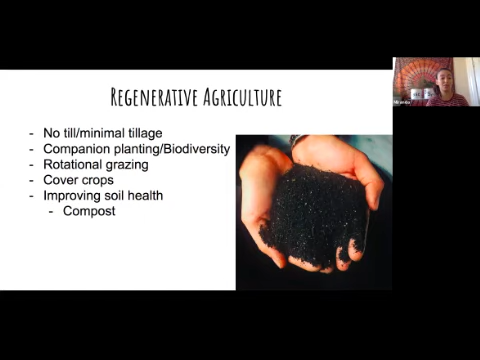 Regenerative Agriculture
- No till/minimal tillage
- Companion planting/Biodiversity
- Rotational grazing
- Cover crops
- Improving soil health
- Compost